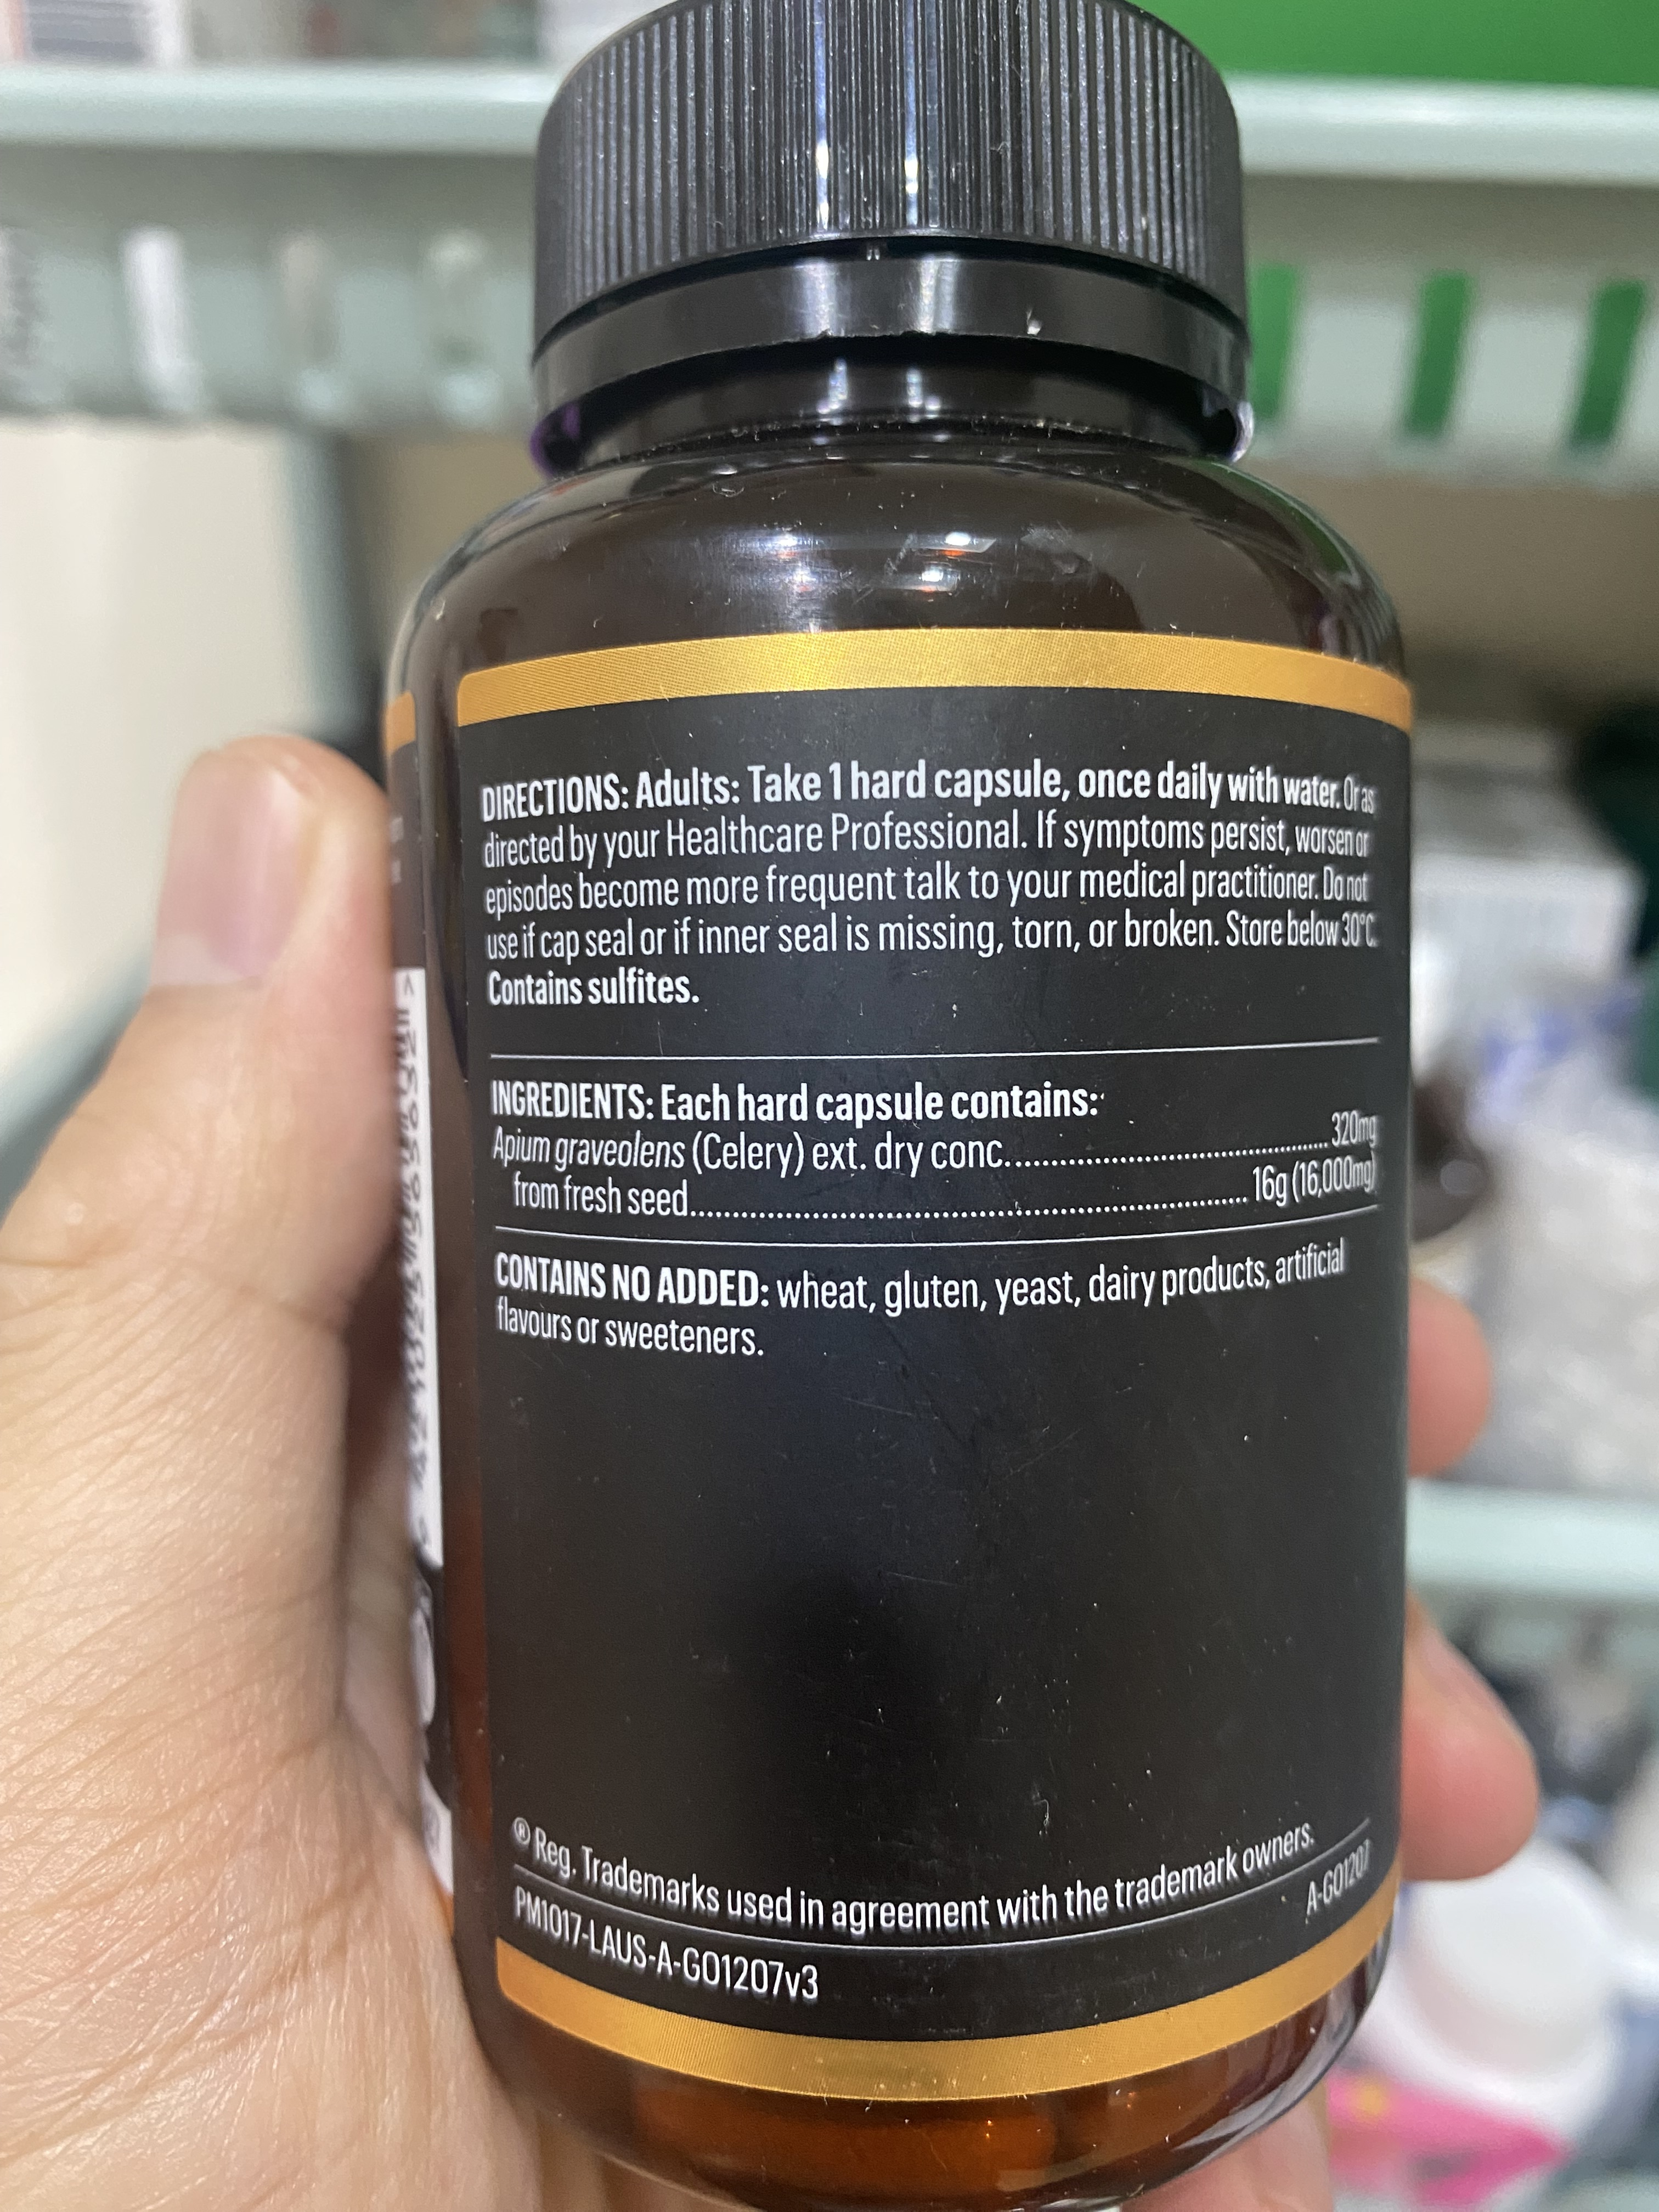 DIRECTIONS: Adults: Take 1 hard capsule, once daily with water. Or as
directed by your Healthcare Professional. If symptoms persist, worsen or
episodes become more frequent talk to your medical practitioner. Do not
use if cap seal or if inner seal is missing, torn, or broken. Store below 30°C.
Contains sulfites.
INGREDIENTS: Each hard capsule contains:
Apium graveolens (Celery) ext. dry conc.............................................. 320mg
from fresh seed.............................................................................. 16g (16,000mg)
CONTAINS NO ADDED: wheat, gluten, yeast, dairy products, artificial
flavours or sweeteners.
® Reg. Trademarks used in agreement with the trademark owners.
PM1017-LAUS-A-GO1207v3
A-GO1207